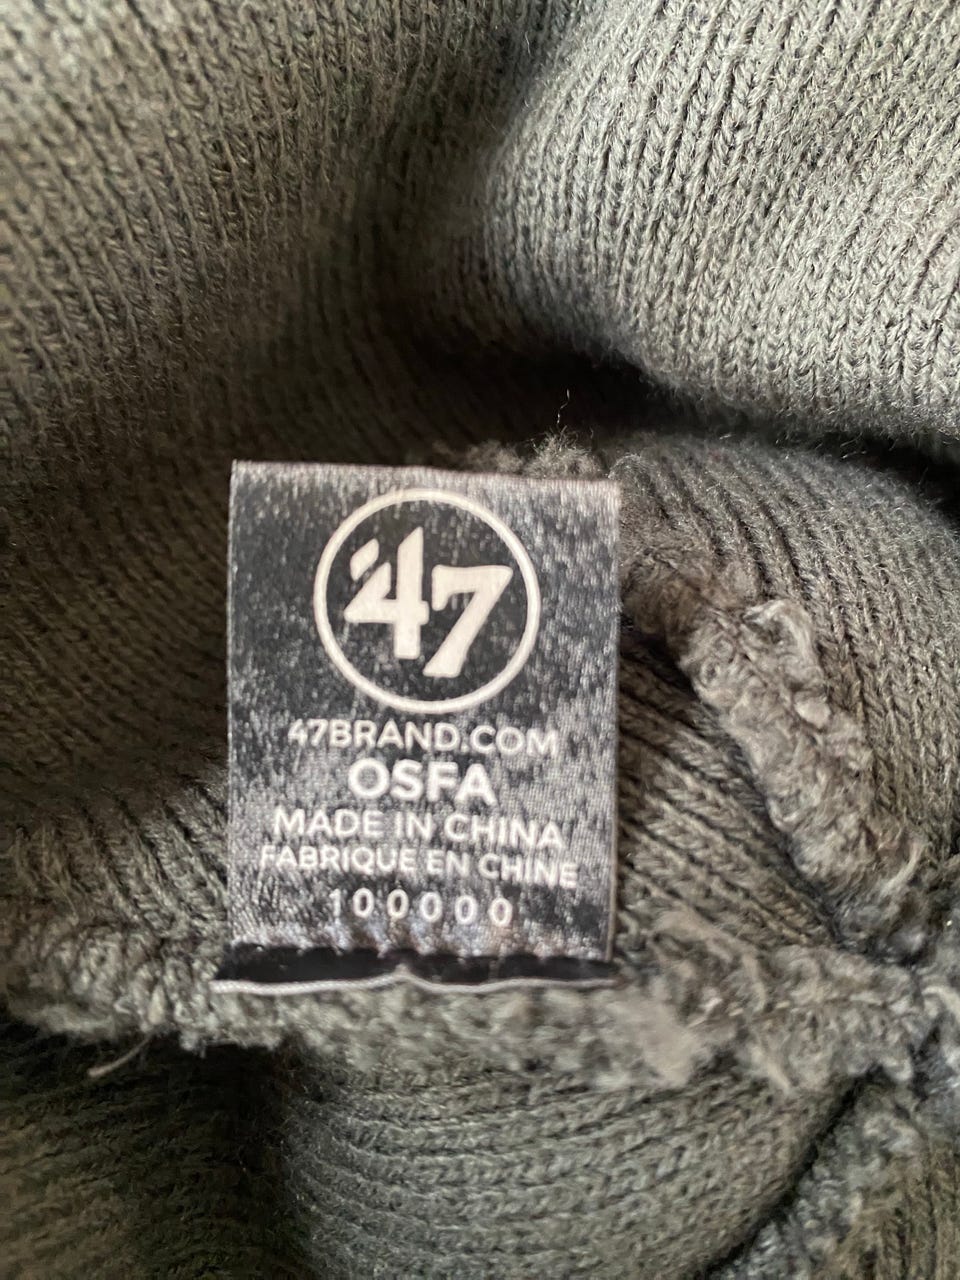 '47
47BRAND.COM
OSFA
MADE IN CHINA
FABRIQUE EN CHINE
100000